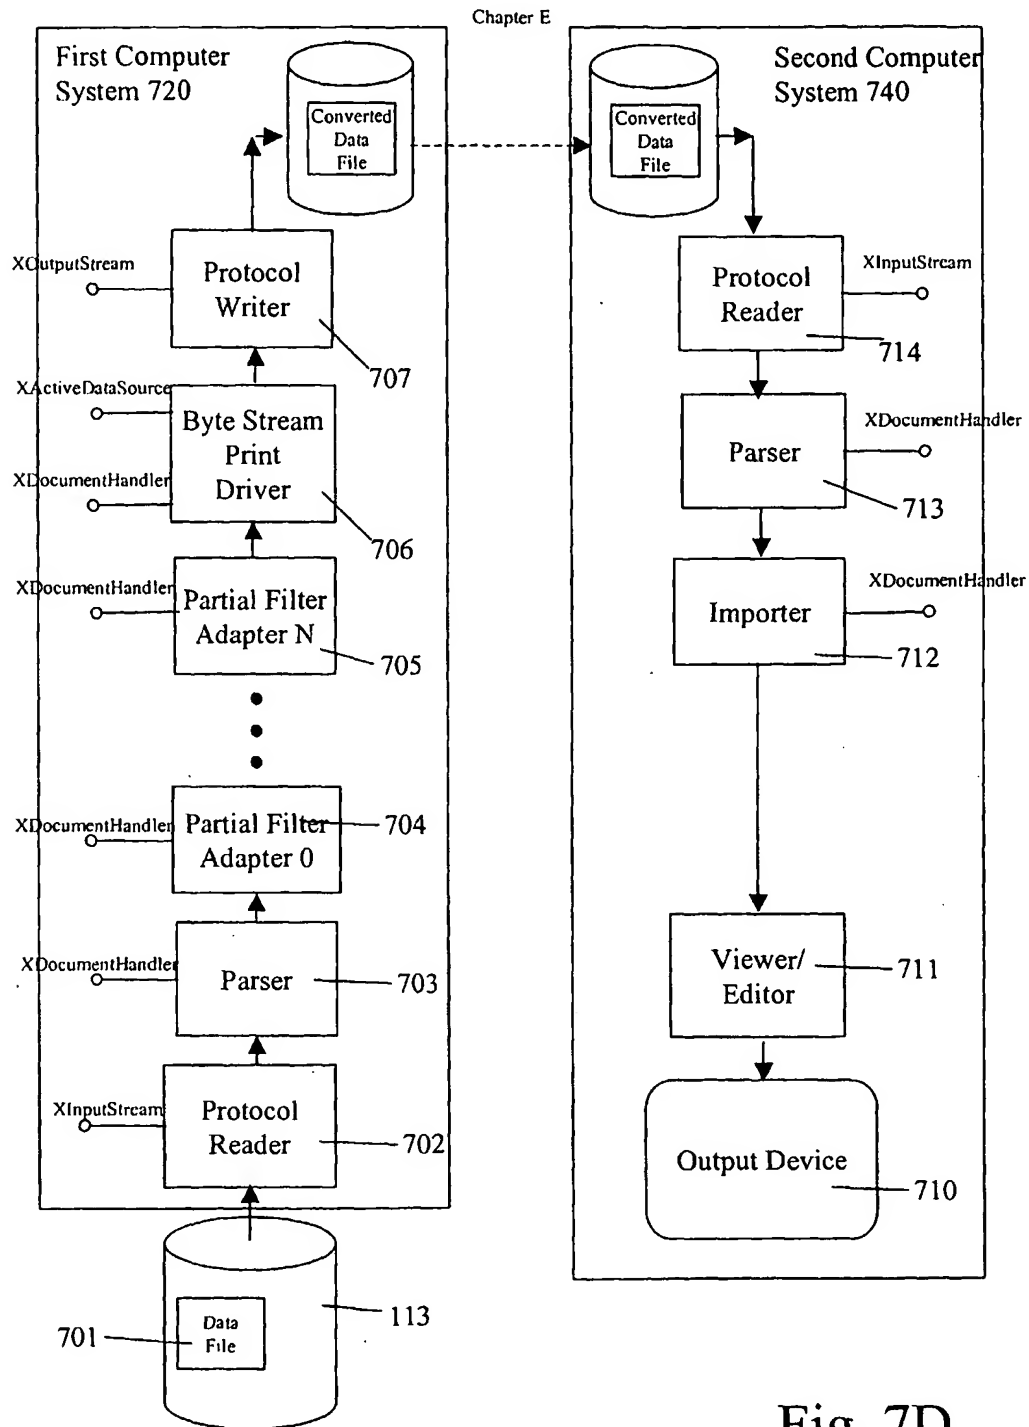 Chapter E
First Computer
System 720
Converted
Data
File
XOutputStream
Protocol
Writer
707
XActiveDataSource
Byte Stream
Print
Driver
XDocumentHandler
706
XDocumentHandler
Partial Filter
Adapter N
705
XDocumentHandler
Partial Filter
Adapter 0
704
XDocumentHandler
Parser
703
XInputStream
Protocol
Reader
702
Data
File
701
113
Second Computer
System 740
Converted
Data
File
Protocol
Reader
XInputStream
714
Parser
XDocumentHandler
713
Importer
XDocumentHandler
712
Viewer/
Editor
711
Output Device
710
Fig. 7D